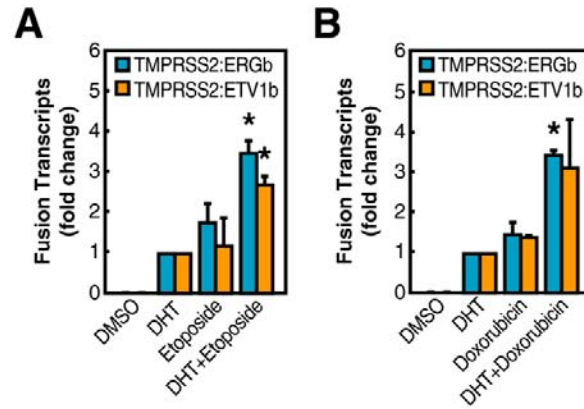 A
Fusion Transcripts
(fold change)
6
5
4
3
2
1
0
TMPRSS2:ERGb
TMPRSS2:ETV1b
*
*
DMSO
DHT
Etoposide
DHT+Etoposide
B
Fusion Transcripts
(fold change)
6
5
4
3
2
1
0
TMPRSS2:ERGb
TMPRSS2:ETV1b
*
DMSO
DHT
Doxorubicin
DHT+Doxorubicin